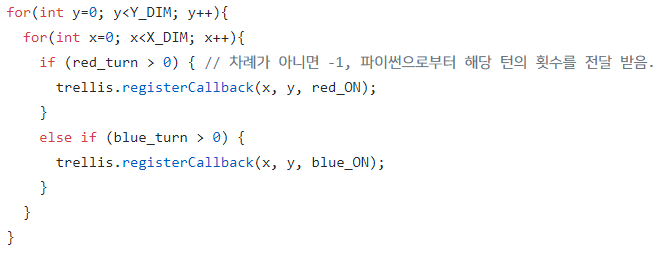 for(int y=0; y<Y_DIM; y++){
  for(int x=0; x<X_DIM; x++){
    if (red_turn > 0) { // 차례가 아니면 -1, 파이썬으로부터 해당 턴의 횟수를 전달 받음.
      trellis.registerCallback(x, y, red_ON);
    }
    else if (blue_turn > 0) {
      trellis.registerCallback(x, y, blue_ON);
    }
  }
}